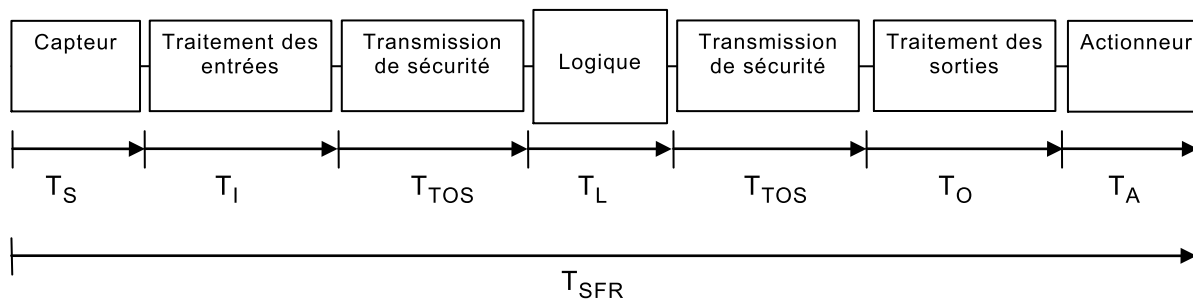 Capteur
Traitement des
entrées
Transmission
de sécurité
Logique
Transmission
de sécurité
Traitement des
sorties
Actionneur
T_S
T_I
T_TOS
T_L
T_TOS
T_O
T_A
T_SFR